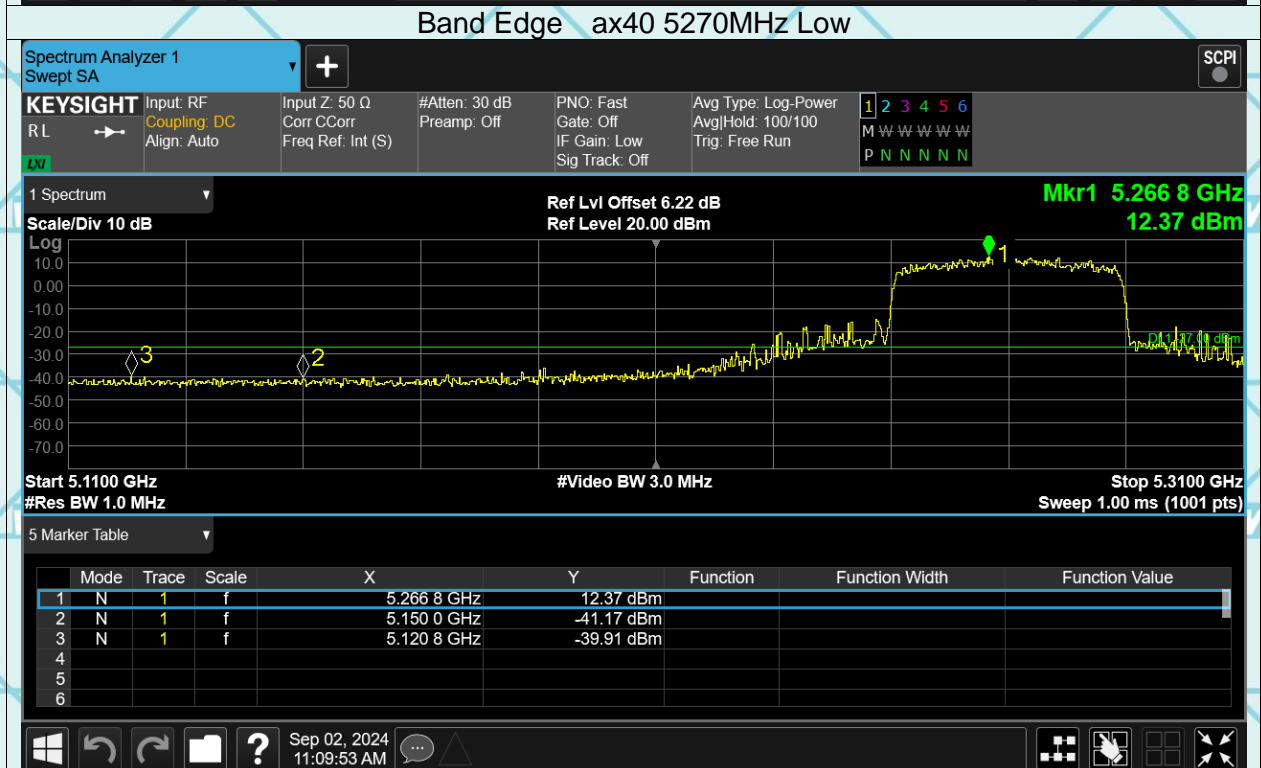 Band Edge ax40 5270MHz Low
Spectrum Analyzer 1
Swept SA
+
SCPI
KEYSIGHT
R L
LXI
Input: RF
Coupling: DC
Align: Auto
Input Z: 50 Ω
Corr CCorr
Freq Ref: Int (S)
#Atten: 30 dB
Preamp: Off
PNO: Fast
Gate: Off
IF Gain: Low
Sig Track: Off
Avg Type: Log-Power
Avg|Hold: 100/100
Trig: Free Run
1 2 3 4 5 6
M W W W W W
P N N N N N
1 Spectrum
Scale/Div 10 dB
Ref Lvl Offset 6.22 dB
Ref Level 20.00 dBm
Mkr1 5.266 8 GHz
12.37 dBm
Log
10.0
0.00
-10.0
-20.0
-30.0
-40.0
-50.0
-60.0
-70.0
3
2
1
DL1 -27.00 dBm
Start 5.1100 GHz
#Res BW 1.0 MHz
#Video BW 3.0 MHz
Stop 5.3100 GHz
Sweep 1.00 ms (1001 pts)
5 Marker Table
Mode Trace Scale X Y Function Function Width Function Value
1 N 1 f 5.266 8 GHz 12.37 dBm
2 N 1 f 5.150 0 GHz -41.17 dBm
3 N 1 f 5.120 8 GHz -39.91 dBm
4
5
6
?
Sep 02, 2024
11:09:53 AM